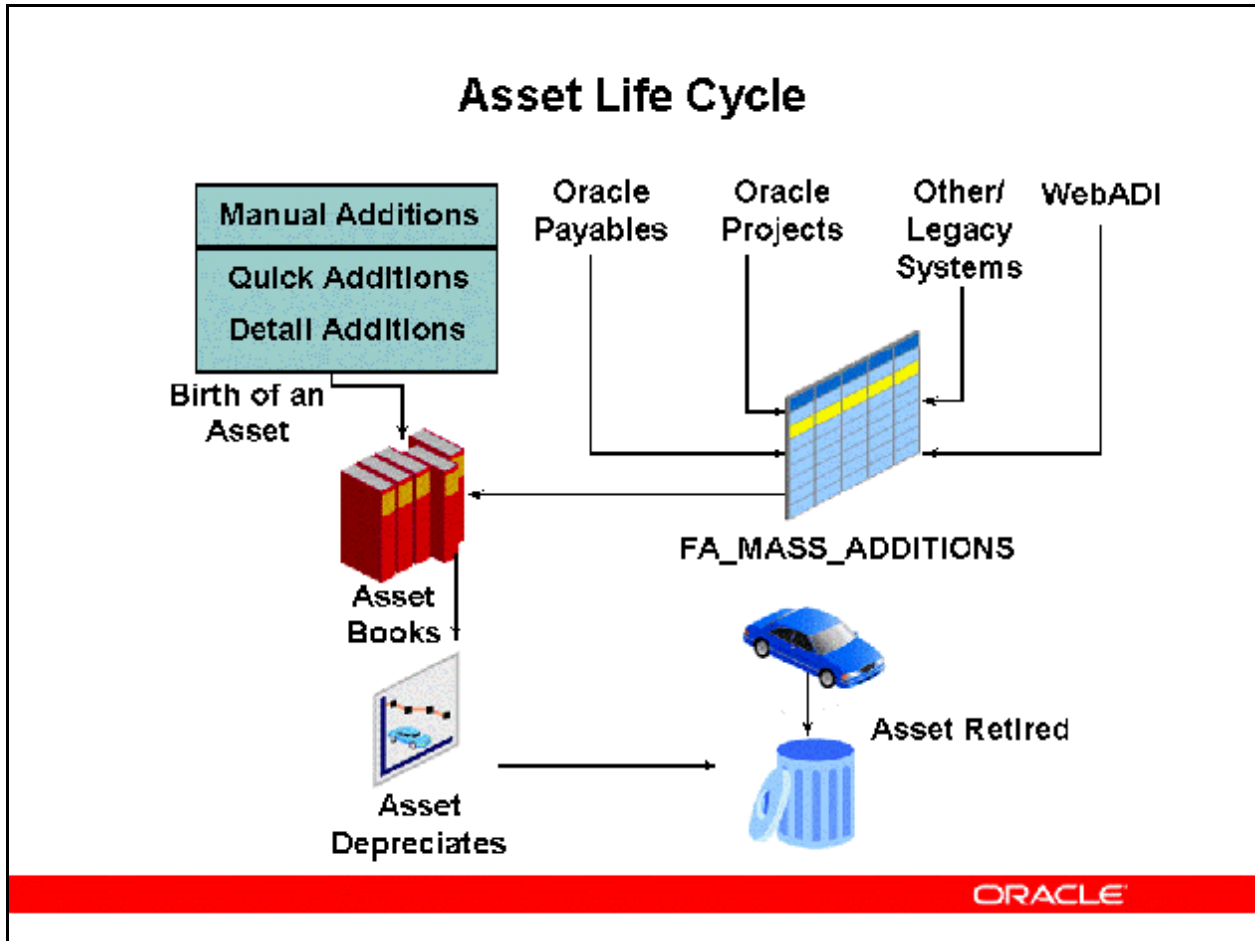 Asset Life Cycle
Manual Additions
Quick Additions
Detail Additions
Birth of an
Asset
Oracle
Payables
Oracle
Projects
Other/
Legacy
Systems
WebADI
FA_MASS_ADDITIONS
Asset
Books
Asset
Depreciates
Asset Retired
ORACLE